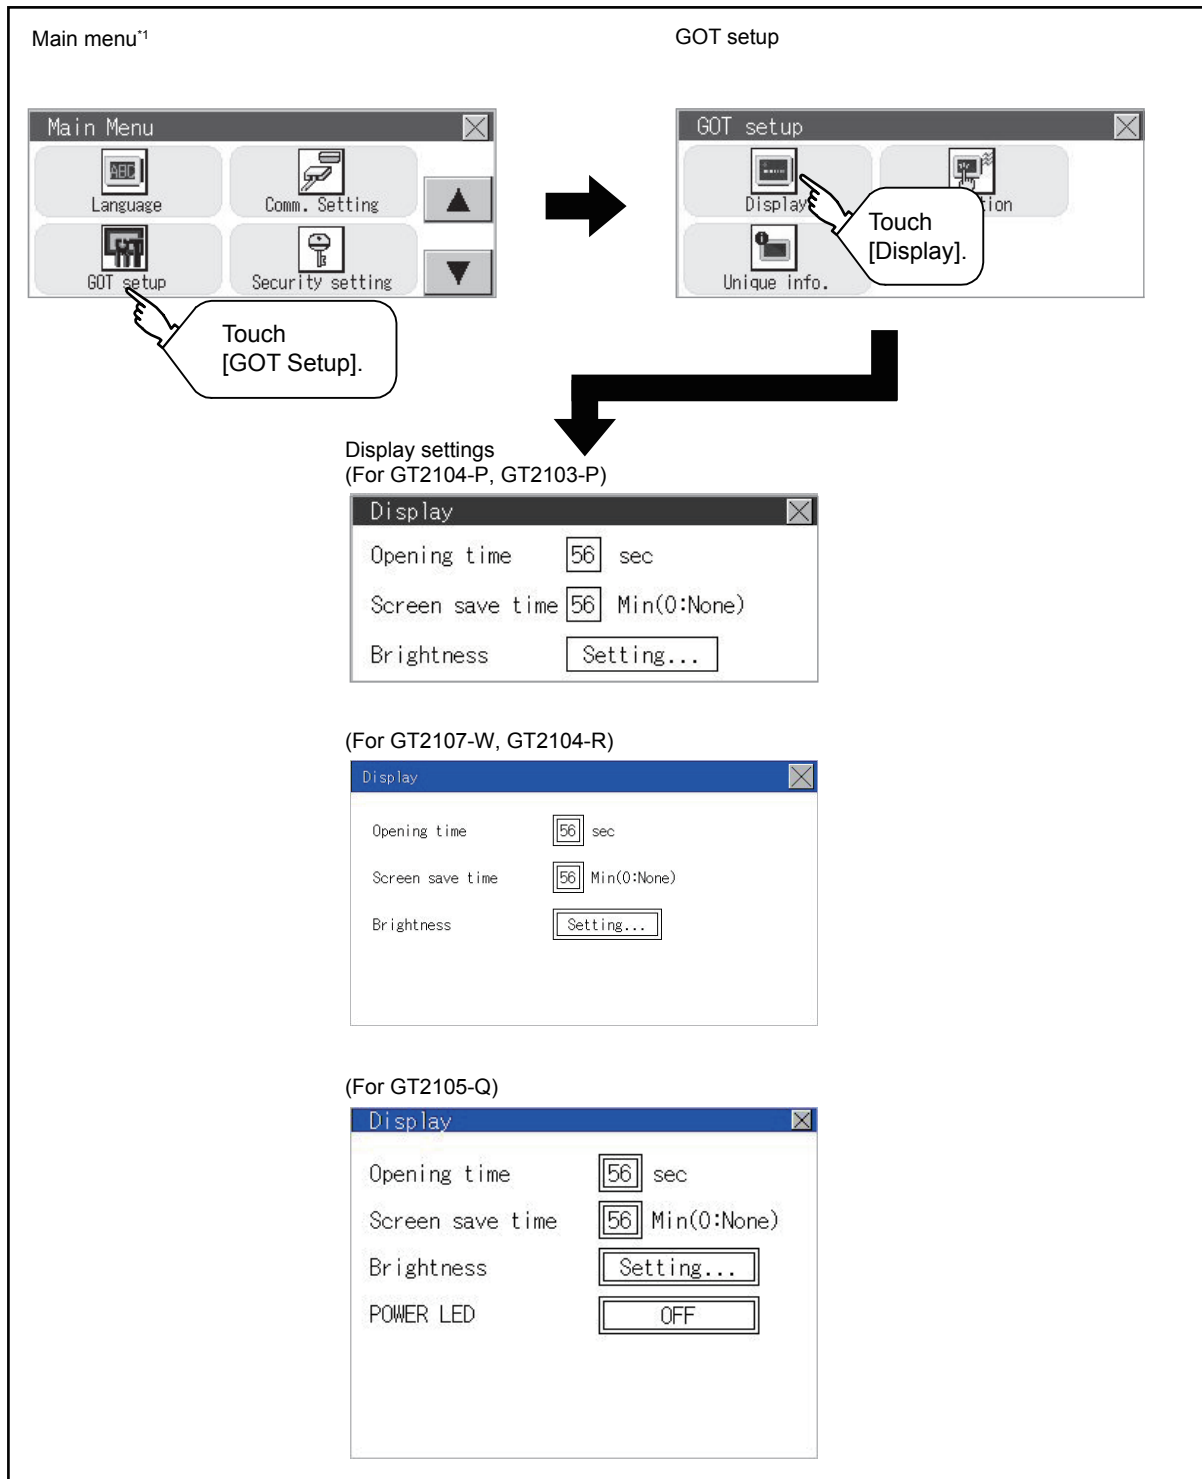 Main menu*1
GOT setup
Main Menu
Language
Comm. Setting
GOT setup
Security setting
Touch
[GOT Setup].
GOT setup
Display
tion
Unique info.
Touch
[Display].
Display settings
(For GT2104-P, GT2103-P)
Display
Opening time 56 sec
Screen save time 56 Min(0:None)
Brightness Setting...
(For GT2107-W, GT2104-R)
Display
Opening time 56 sec
Screen save time 56 Min(0:None)
Brightness Setting...
(For GT2105-Q)
Display
Opening time 56 sec
Screen save time 56 Min(0:None)
Brightness Setting...
POWER LED OFF